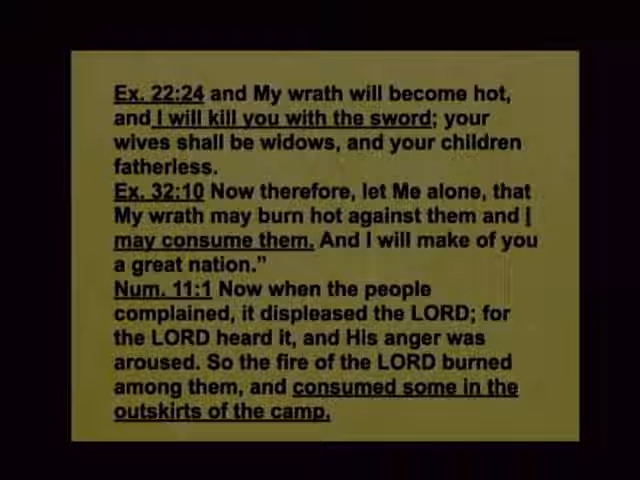 Ex. 22:24 and My wrath will become hot,
and I will kill you with the sword; your
wives shall be widows, and your children
fatherless.
Ex. 32:10 Now therefore, let Me alone, that
My wrath may burn hot against them and I
may consume them. And I will make of you
a great nation.”
Num. 11:1 Now when the people
complained, it displeased the LORD; for
the LORD heard it, and His anger was
aroused. So the fire of the LORD burned
among them, and consumed some in the
outskirts of the camp.